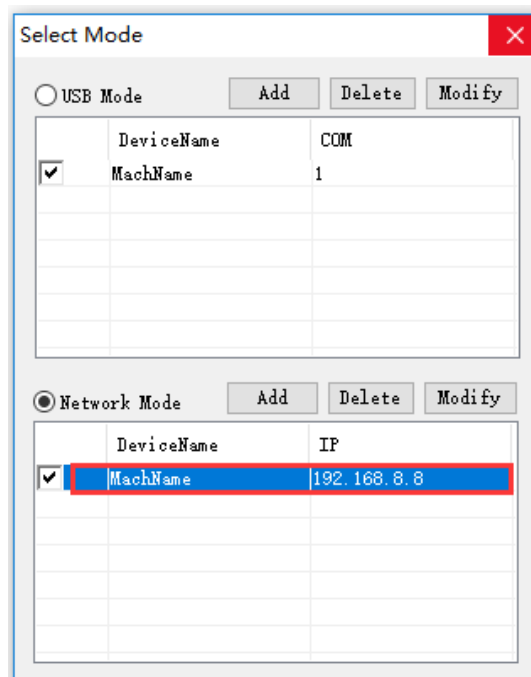 Select Mode
USB Mode Add Delete Modify
DeviceName COM
MachName 1
Network Mode Add Delete Modify
DeviceName IP
MachName 192.168.8.8